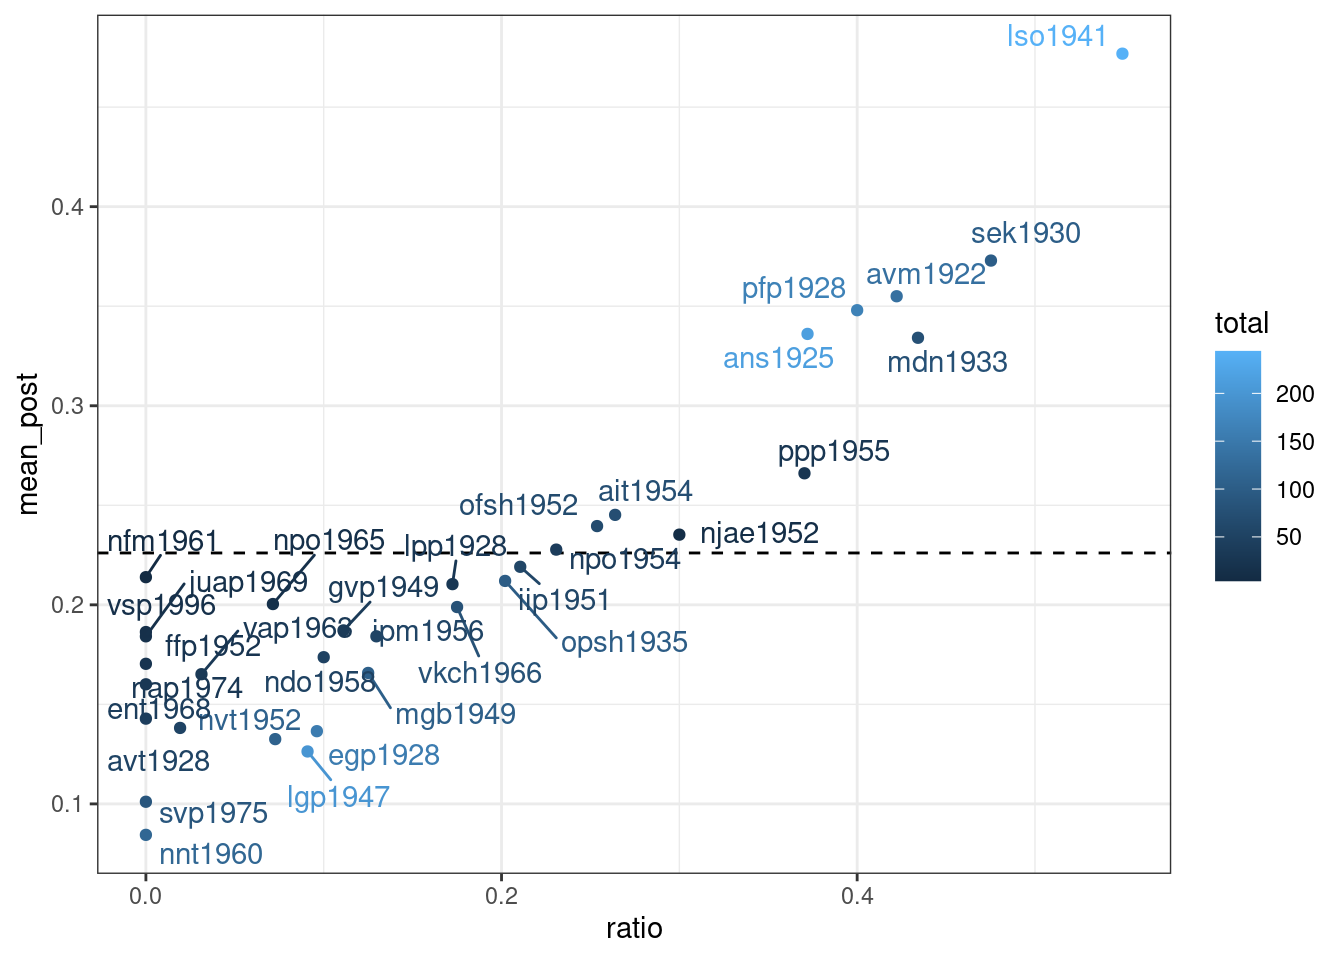 lso1941
sek1930
avm1922
pfp1928
ans1925
mdn1933
ppp1955
ait1954
ofsh1952
njae1952
nfm1961
npo1965
lpp1928
npo1954
juap1969
gvp1949
vsp1996
iip1951
vap1962
ipm1956
ffp1952
opsh1935
vkch1966
nap1974
ndo1958
ent1968
nvt1952
mgb1949
avt1928
egp1928
lgp1947
svp1975
nnt1960
0.4
0.3
0.2
0.1
mean_post
0.0
0.2
0.4
ratio
total
200
150
100
50